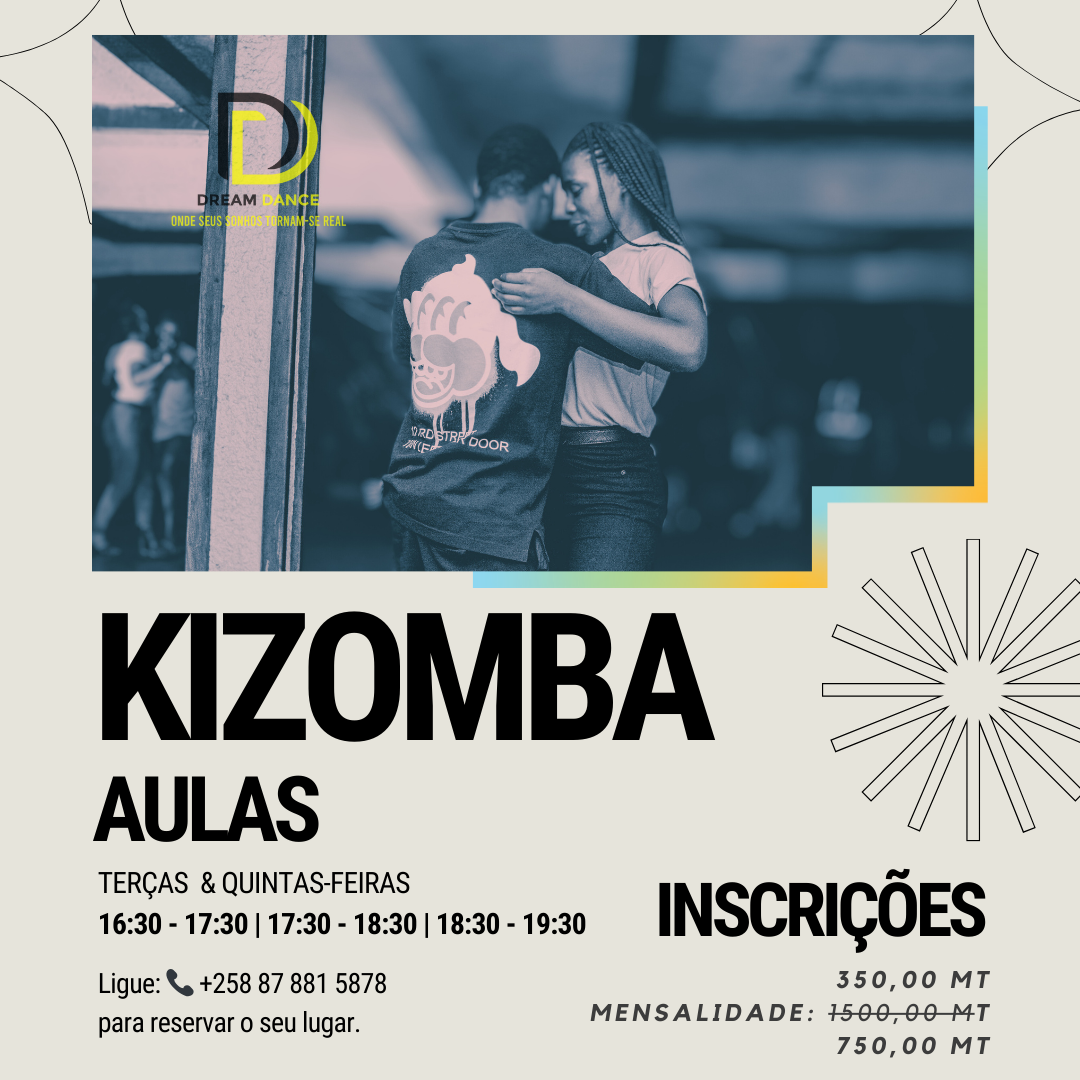 DREAM DANCE
ONDE SEUS SONHOS TORNAM-SE REAL
STREET DOOR
KIZOMBA
AULAS
TERÇAS & QUINTAS-FEIRAS
16:30 - 17:30 | 17:30 - 18:30 | 18:30 - 19:30
Ligue: 📞 +258 87 881 5878
para reservar o seu lugar.
INSCRIÇÕES
350,00 MT
MENSALIDADE: 1500,00 MT
750,00 MT